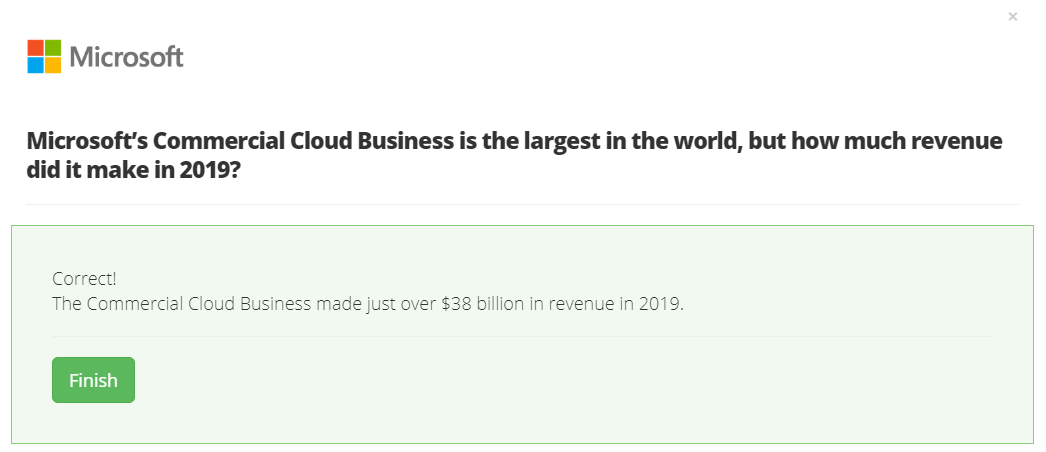 ×
Microsoft
Microsoft’s Commercial Cloud Business is the largest in the world, but how much revenue
did it make in 2019?
Correct!
The Commercial Cloud Business made just over $38 billion in revenue in 2019.
Finish